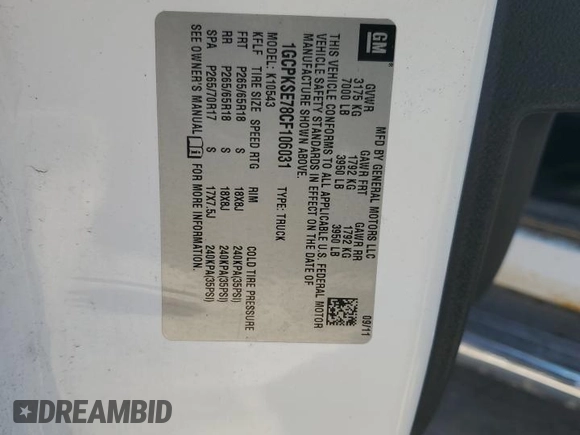 GM
MFD BY GENERAL MOTORS LLC
09/11
GVWR GAWR FRT GAWR RR
3175 KG 1792 KG 1792 KG
7000 LB 3950 LB 3950 LB
THIS VEHICLE CONFORMS TO ALL APPLICABLE U.S. FEDERAL MOTOR
VEHICLE SAFETY STANDARDS IN EFFECT ON THE DATE OF
MANUFACTURE SHOWN ABOVE.
1GCPKSE78CF106031 TYPE: TRUCK
MODEL: K10543
KFLF TIRE SIZE SPEED RTG RIM COLD TIRE PRESSURE
FRT P265/65R18 S 18X8J 240KPA(35PSI)
RR P265/65R18 S 18X8J 240KPA(35PSI)
SPA P265/70R17 S 17X7.5J 240KPA(35PSI)
SEE OWNER'S MANUAL FOR MORE INFORMATION.
DREAMBID